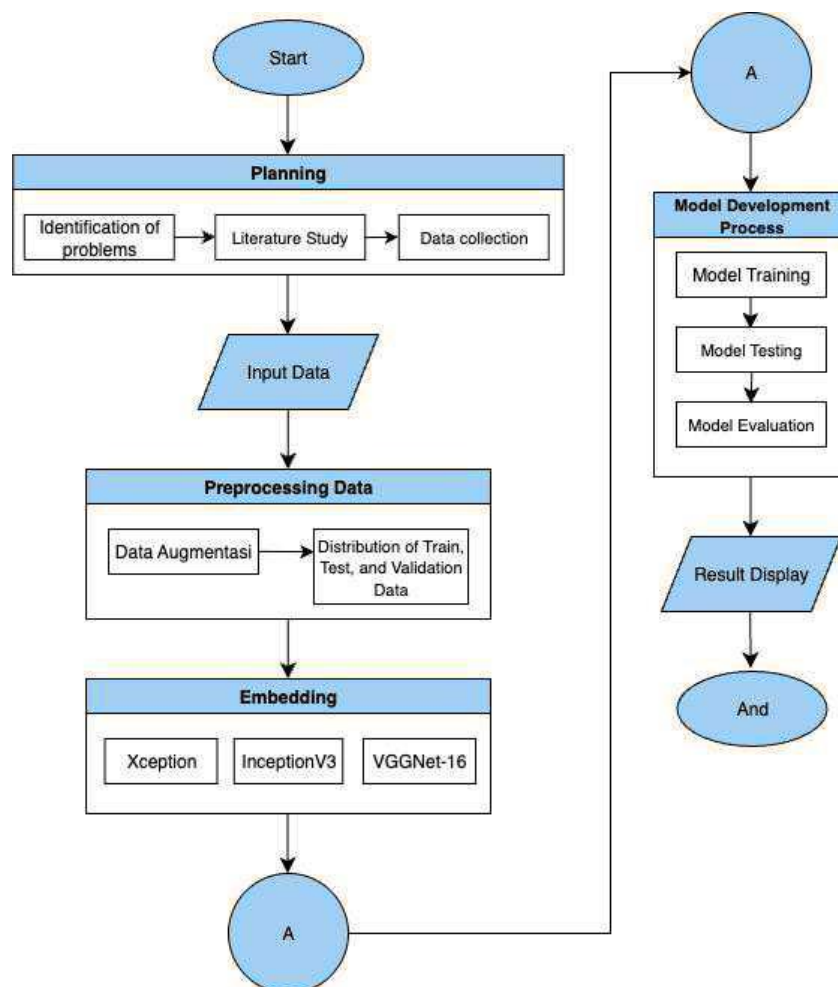 Start
Planning
Identification of
problems
Literature Study
Data collection
Input Data
Preprocessing Data
Data Augmentasi
Distribution of Train,
Test, and Validation
Data
Embedding
Xception
InceptionV3
VGGNet-16
A
A
Model Development
Process
Model Training
Model Testing
Model Evaluation
Result Display
And